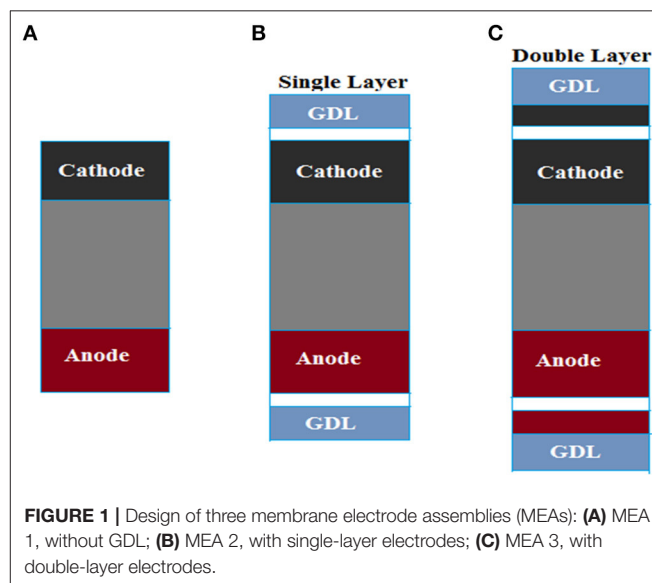 A
B
C
Single Layer
Double Layer
GDL
GDL
Cathode
Cathode
Cathode
Anode
Anode
Anode
GDL
GDL
FIGURE 1 | Design of three membrane electrode assemblies (MEAs): (A) MEA
1, without GDL; (B) MEA 2, with single-layer electrodes; (C) MEA 3, with
double-layer electrodes.